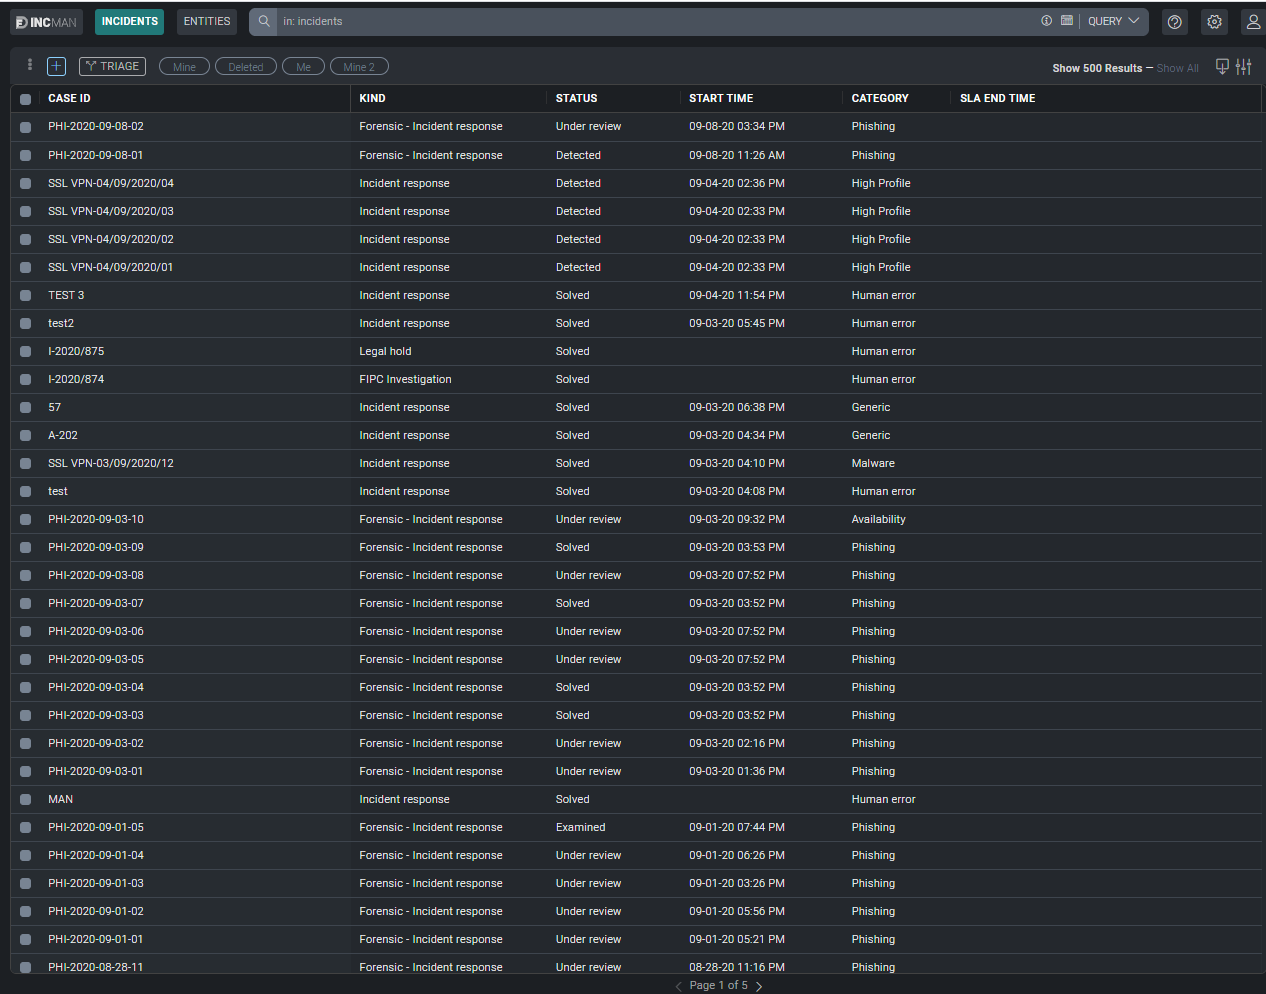 INCMAN INCIDENTS ENTITIES in: incidents QUERY
TRIAGE Mine Deleted Me Mine 2 Show 500 Results — Show All
CASE ID KIND STATUS START TIME CATEGORY SLA END TIME
PHI-2020-09-08-02 Forensic - Incident response Under review 09-08-20 03:34 PM Phishing
PHI-2020-09-08-01 Forensic - Incident response Detected 09-08-20 11:26 AM Phishing
SSL VPN-04/09/2020/04 Incident response Detected 09-04-20 02:36 PM High Profile
SSL VPN-04/09/2020/03 Incident response Detected 09-04-20 02:33 PM High Profile
SSL VPN-04/09/2020/02 Incident response Detected 09-04-20 02:33 PM High Profile
SSL VPN-04/09/2020/01 Incident response Detected 09-04-20 02:33 PM High Profile
TEST 3 Incident response Solved 09-04-20 11:54 PM Human error
test2 Incident response Solved 09-03-20 05:45 PM Human error
I-2020/875 Legal hold Solved Human error
I-2020/874 FIPC Investigation Solved Human error
57 Incident response Solved 09-03-20 06:38 PM Generic
A-202 Incident response Solved 09-03-20 04:34 PM Generic
SSL VPN-03/09/2020/12 Incident response Solved 09-03-20 04:10 PM Malware
test Incident response Solved 09-03-20 04:08 PM Human error
PHI-2020-09-03-10 Forensic - Incident response Under review 09-03-20 09:32 PM Availability
PHI-2020-09-03-09 Forensic - Incident response Solved 09-03-20 03:53 PM Phishing
PHI-2020-09-03-08 Forensic - Incident response Under review 09-03-20 07:52 PM Phishing
PHI-2020-09-03-07 Forensic - Incident response Solved 09-03-20 03:52 PM Phishing
PHI-2020-09-03-06 Forensic - Incident response Under review 09-03-20 07:52 PM Phishing
PHI-2020-09-03-05 Forensic - Incident response Under review 09-03-20 07:52 PM Phishing
PHI-2020-09-03-04 Forensic - Incident response Solved 09-03-20 03:52 PM Phishing
PHI-2020-09-03-03 Forensic - Incident response Solved 09-03-20 03:52 PM Phishing
PHI-2020-09-03-02 Forensic - Incident response Under review 09-03-20 02:16 PM Phishing
PHI-2020-09-03-01 Forensic - Incident response Under review 09-03-20 01:36 PM Phishing
MAN Incident response Solved Human error
PHI-2020-09-01-05 Forensic - Incident response Examined 09-01-20 07:44 PM Phishing
PHI-2020-09-01-04 Forensic - Incident response Under review 09-01-20 06:26 PM Phishing
PHI-2020-09-01-03 Forensic - Incident response Under review 09-01-20 03:26 PM Phishing
PHI-2020-09-01-02 Forensic - Incident response Under review 09-01-20 05:56 PM Phishing
PHI-2020-09-01-01 Forensic - Incident response Under review 09-01-20 05:21 PM Phishing
PHI-2020-08-28-11 Forensic - Incident response Under review 08-28-20 11:16 PM Phishing
Page 1 of 5